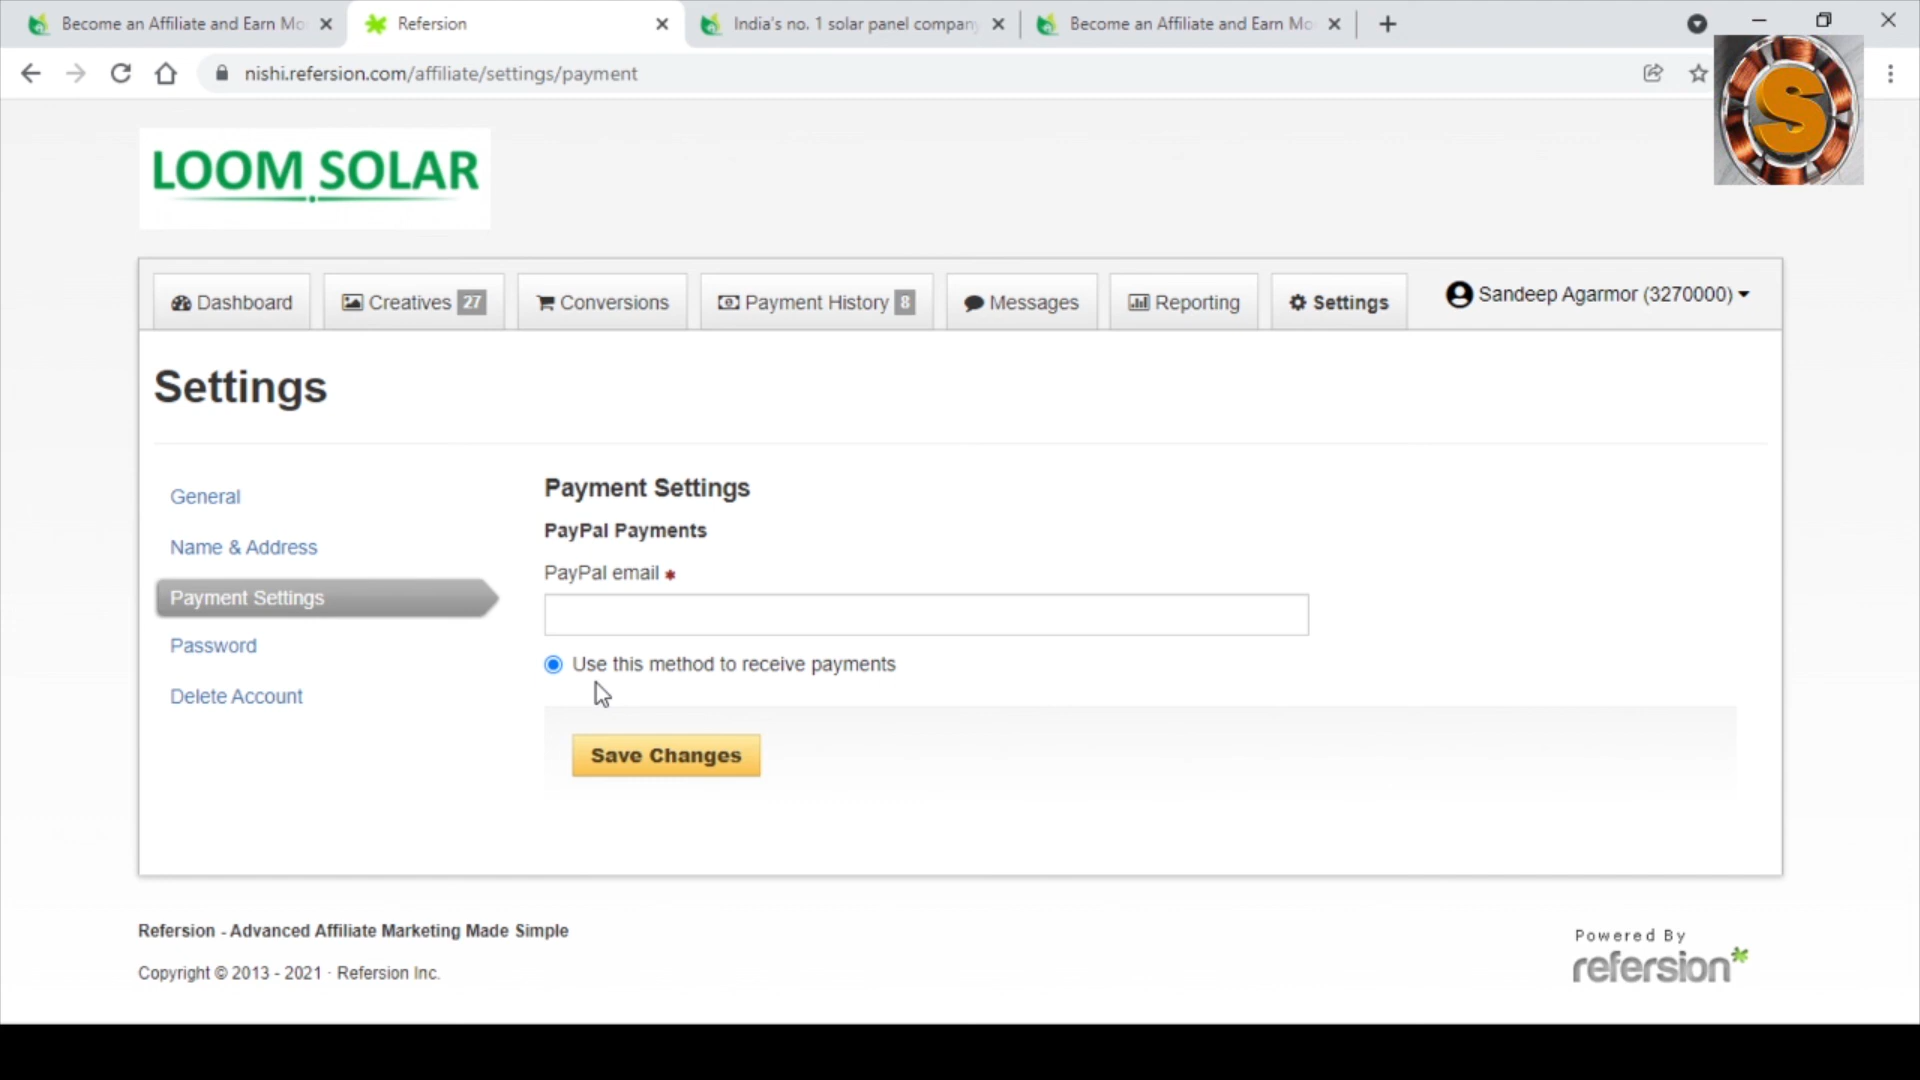 Become an Affiliate and Earn Mo
Refersion
India's no. 1 solar panel company
Become an Affiliate and Earn Mo
nishi.refersion.com/affiliate/settings/payment
S
LOOM SOLAR
Dashboard
Creatives 27
Conversions
Payment History 8
Messages
Reporting
Settings
Sandeep Agarmor (3270000)
Settings
General
Name & Address
Payment Settings
Password
Delete Account
Payment Settings
PayPal Payments
PayPal email *
Use this method to receive payments
Save Changes
Refersion - Advanced Affiliate Marketing Made Simple
Copyright © 2013 - 2021 · Refersion Inc.
Powered By
refersion*